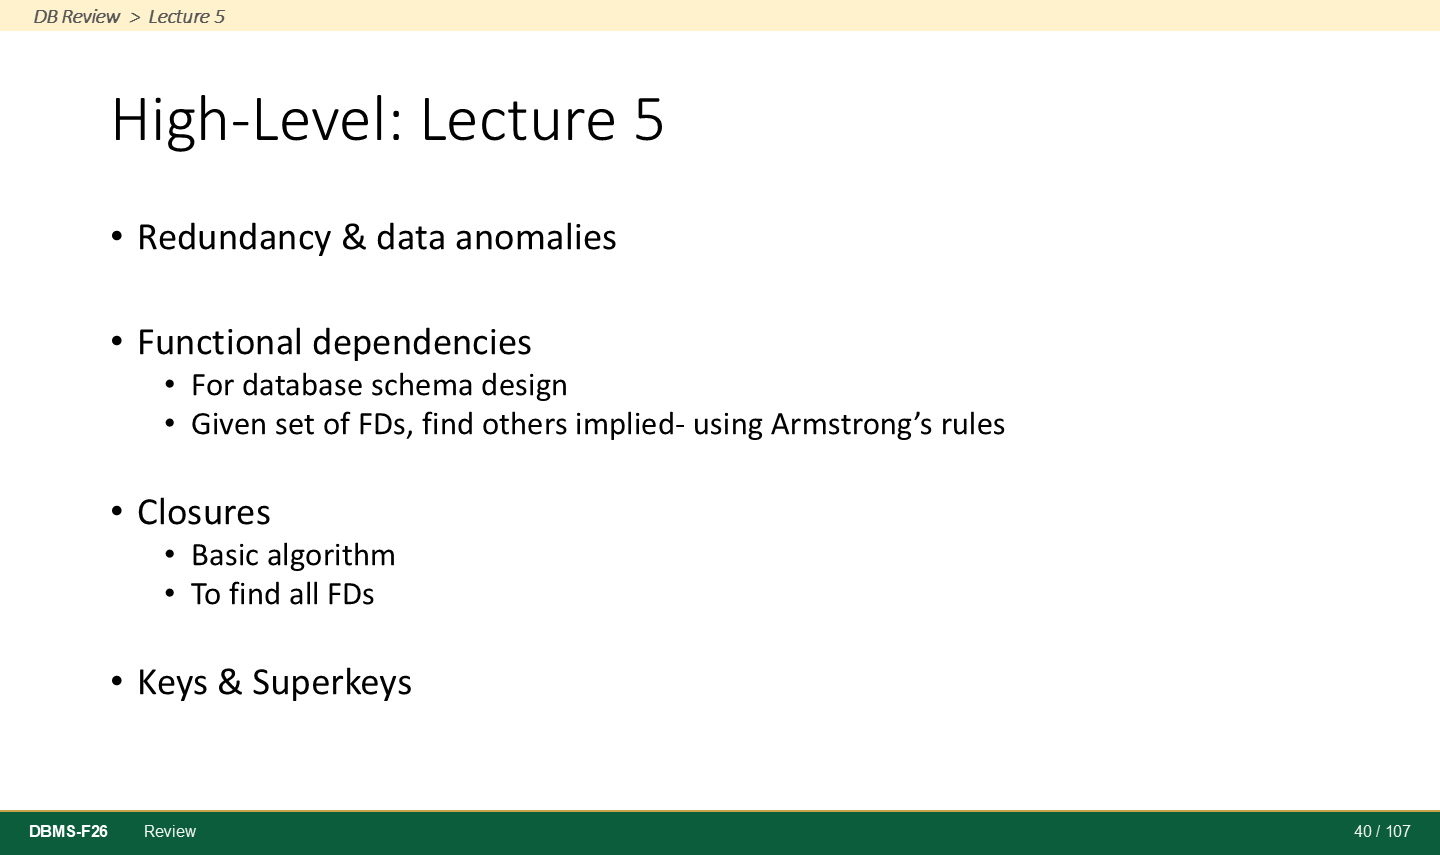 DB Review > Lecture 5
High-Level: Lecture 5
• Redundancy & data anomalies
• Functional dependencies
• For database schema design
• Given set of FDs, find others implied- using Armstrong’s rules
• Closures
• Basic algorithm
• To find all FDs
• Keys & Superkeys
DBMS-F26 Review 40 / 107